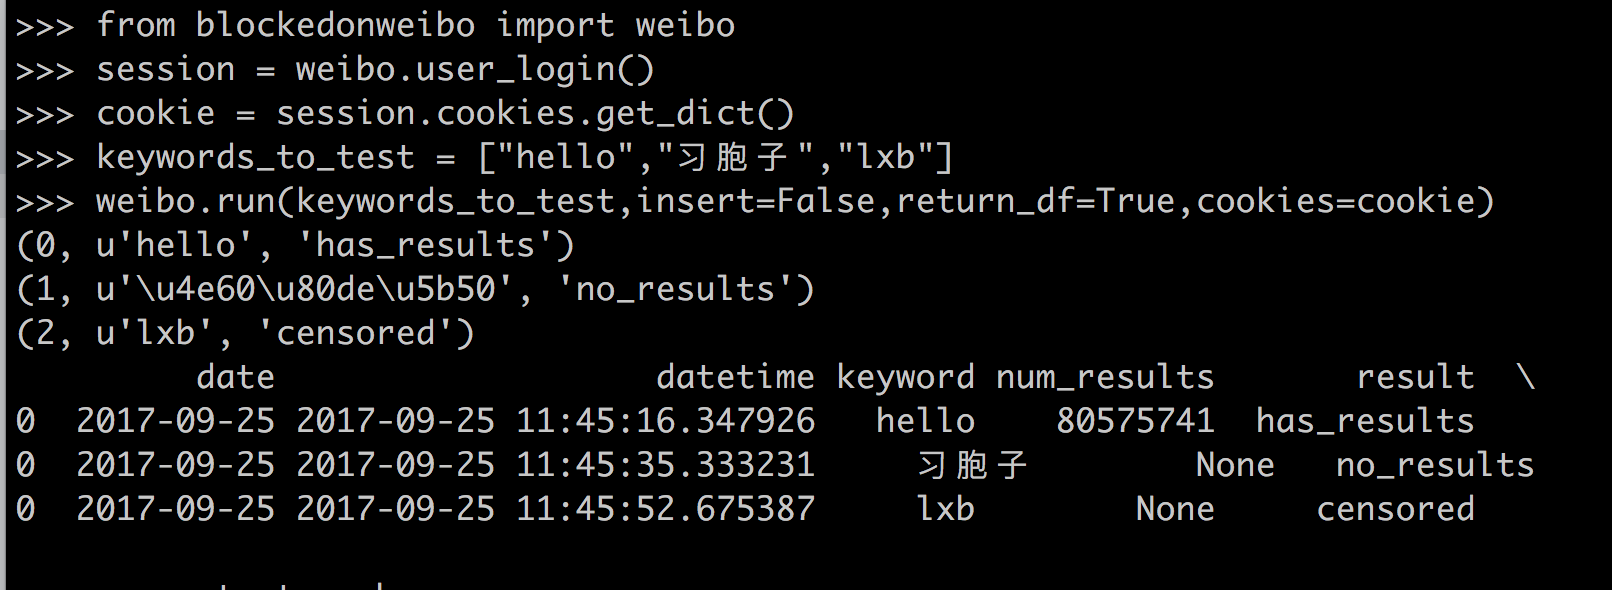 >>> from blockedonweibo import weibo
>>> session = weibo.user_login()
>>> cookie = session.cookies.get_dict()
>>> keywords_to_test = ["hello","习胞子","lxb"]
>>> weibo.run(keywords_to_test,insert=False,return_df=True,cookies=cookie)
(0, u'hello', 'has_results')
(1, u'\u4e60\u80de\u5b50', 'no_results')
(2, u'lxb', 'censored')
date datetime keyword num_results result \
0 2017-09-25 2017-09-25 11:45:16.347926 hello 80575741 has_results
0 2017-09-25 2017-09-25 11:45:35.333231 习胞子 None no_results
0 2017-09-25 2017-09-25 11:45:52.675387 lxb None censored